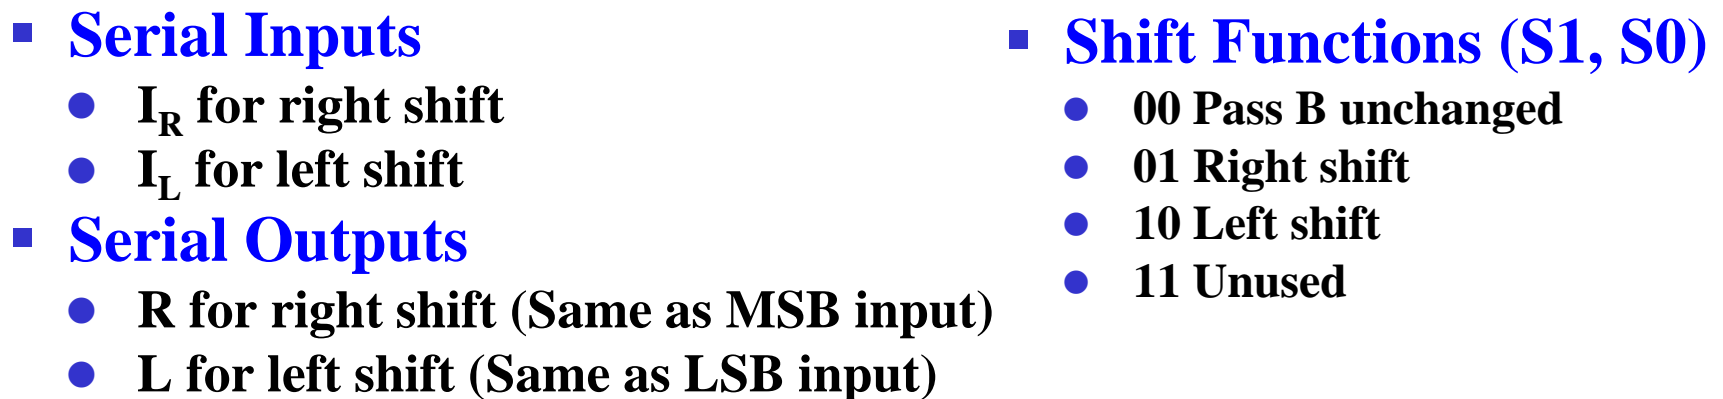 Serial Inputs
I_R for right shift
I_L for left shift
Serial Outputs
R for right shift (Same as MSB input)
L for left shift (Same as LSB input)
Shift Functions (S1, S0)
00 Pass B unchanged
01 Right shift
10 Left shift
11 Unused